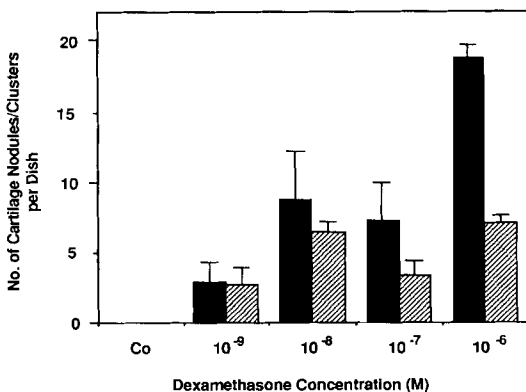 No. of Cartilage Nodules/Clusters
per Dish
20
15
10
5
0
Co
10⁻⁹
10⁻⁸
10⁻⁷
10⁻⁶
Dexamethasone Concentration (M)